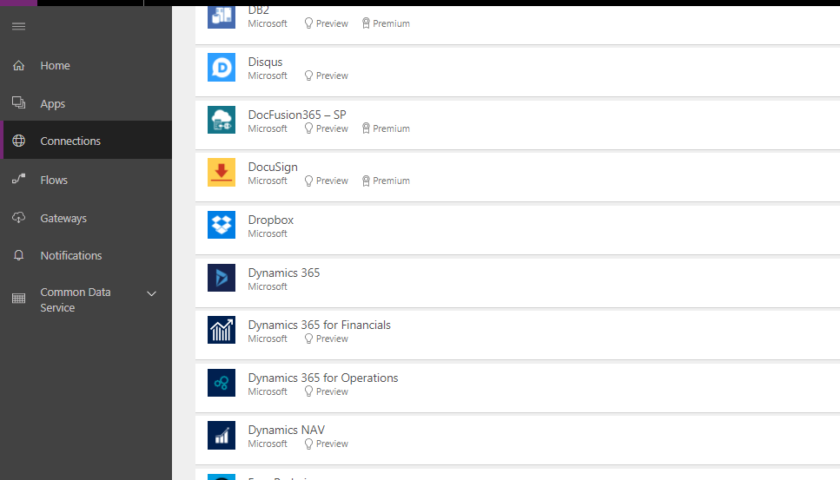 Home
Apps
Connections
Flows
Gateways
Notifications
Common Data
Service
DB2
Microsoft Preview Premium
Disqus
Microsoft Preview
DocFusion365 – SP
Microsoft Preview Premium
DocuSign
Microsoft Preview Premium
Dropbox
Microsoft
Dynamics 365
Microsoft
Dynamics 365 for Financials
Microsoft Preview
Dynamics 365 for Operations
Microsoft Preview
Dynamics NAV
Microsoft Preview